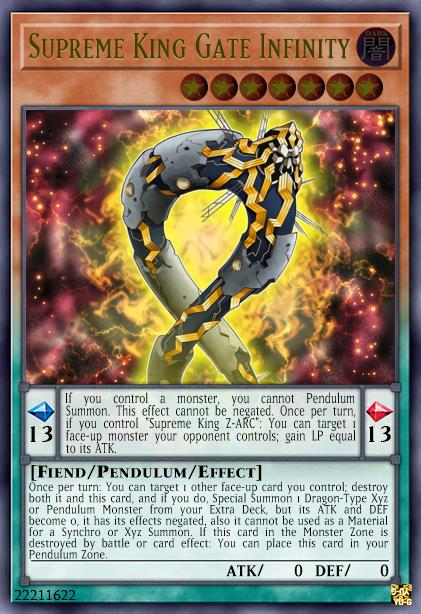 SUPREME KING GATE INFINITY
DARK
闇
If you control a monster, you cannot Pendulum
Summon. This effect cannot be negated. Once per turn,
if you control "Supreme King Z-ARC": You can target 1
face-up monster your opponent controls; gain LP equal
to its ATK.
13
13
[FIEND/PENDULUM/EFFECT]
Once per turn: You can target 1 other face-up card you control; destroy
both it and this card, and if you do, Special Summon 1 Dragon-Type Xyz
or Pendulum Monster from your Extra Deck, but its ATK and DEF
become 0, it has its effects negated, also it cannot be used as a Material
for a Synchro or Xyz Summon. If this card in the Monster Zone is
destroyed by battle or card effect: You can place this card in your
Pendulum Zone.
ATK/ 0 DEF/ 0
22211622